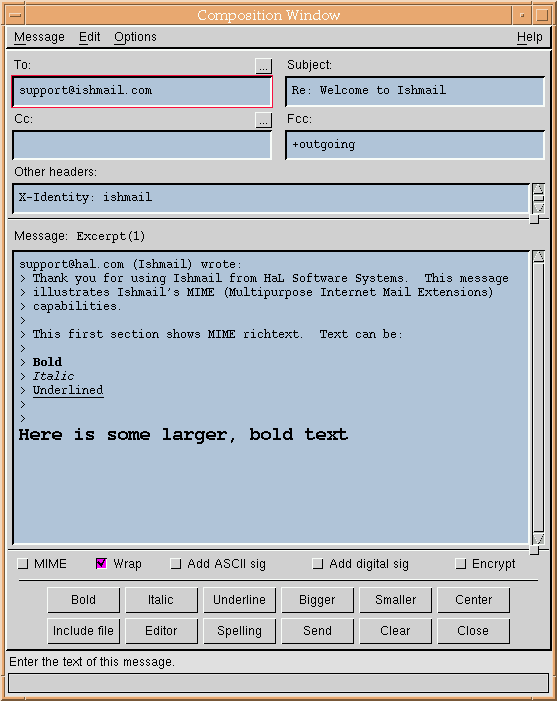 Composition Window
Message Edit Options Help
To: ... Subject:
support@ishmail.com Re: Welcome to Ishmail
Cc: ... Fcc:
+outgoing
Other headers:
X-Identity: ishmail
Message: Excerpt(1)
support@hal.com (Ishmail) wrote:
> Thank you for using Ishmail from HaL Software Systems.  This message
> illustrates Ishmail's MIME (Multipurpose Internet Mail Extensions)
> capabilities.
>
> This first section shows MIME richtext.  Text can be:
>
> Bold
> Italic
> Underlined
>
>
Here is some larger, bold text
MIME Wrap Add ASCII sig Add digital sig Encrypt
Bold Italic Underline Bigger Smaller Center
Include file Editor Spelling Send Clear Close
Enter the text of this message.